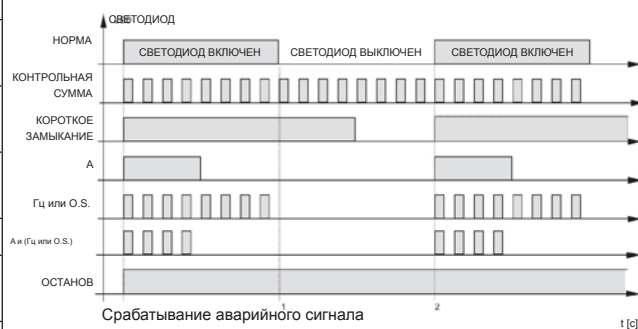 СВЕТОДИОД
НОРМА
СВЕТОДИОД ВКЛЮЧЕН
СВЕТОДИОД ВЫКЛЮЧЕН
СВЕТОДИОД ВКЛЮЧЕН
КОНТРОЛЬНАЯ
СУММА
КОРОТКОЕ
ЗАМЫКАНИЕ
А
Гц или O.S.
А и (Гц или O.S.)
ОСТАНОВ
1
2
Срабатывание аварийного сигнала
t [с]